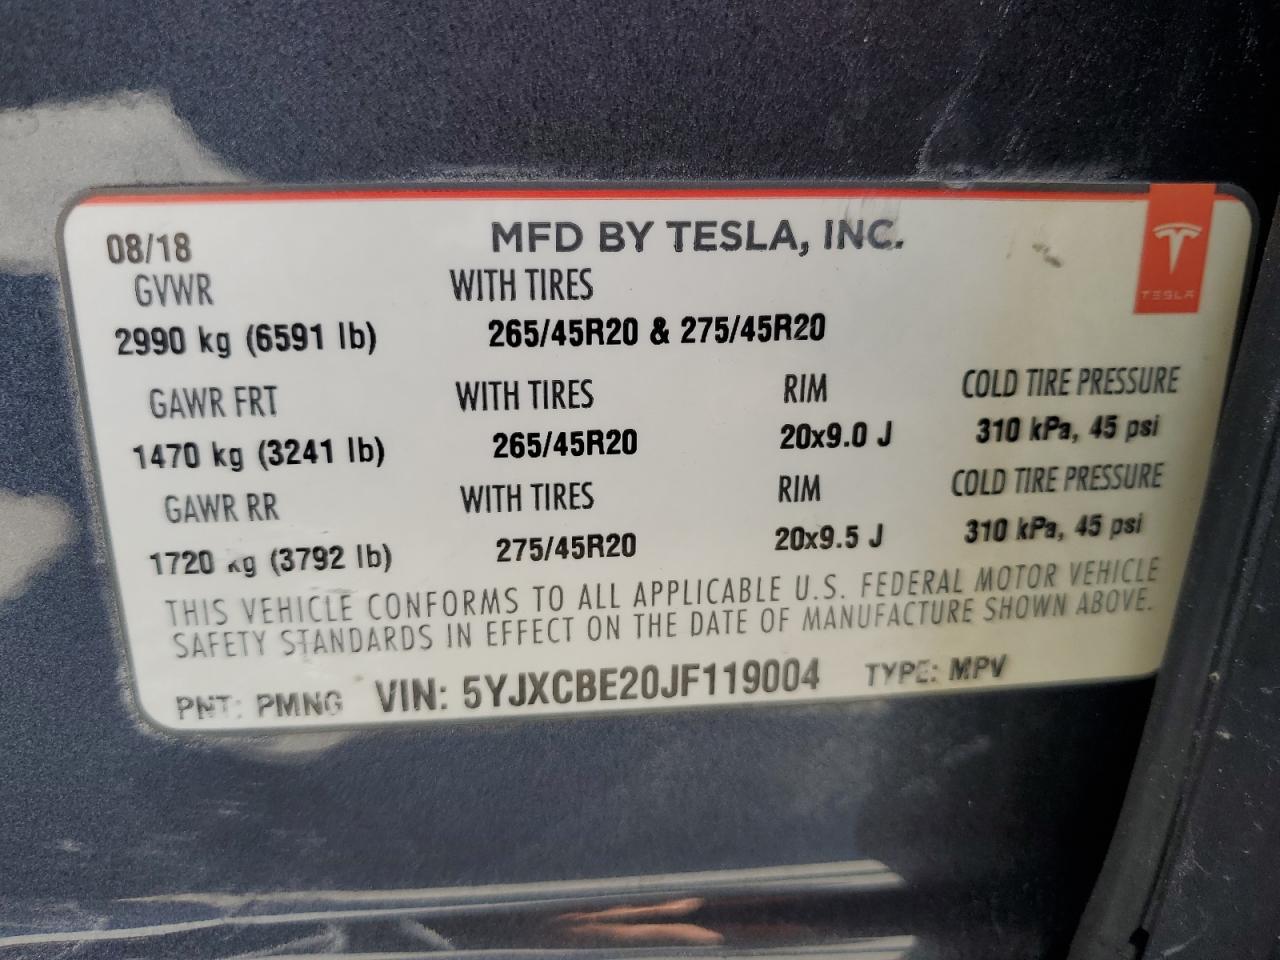 08/18 MFD BY TESLA, INC.
TESLA
GVWR WITH TIRES
2990 kg (6591 lb) 265/45R20 & 275/45R20
GAWR FRT WITH TIRES RIM COLD TIRE PRESSURE
1470 kg (3241 lb) 265/45R20 20x9.0 J 310 kPa, 45 psi
GAWR RR WITH TIRES RIM COLD TIRE PRESSURE
1720 kg (3792 lb) 275/45R20 20x9.5 J 310 kPa, 45 psi
THIS VEHICLE CONFORMS TO ALL APPLICABLE U.S. FEDERAL MOTOR VEHICLE
SAFETY STANDARDS IN EFFECT ON THE DATE OF MANUFACTURE SHOWN ABOVE.
PNT: PMNG VIN: 5YJXCBE20JF119004 TYPE: MPV